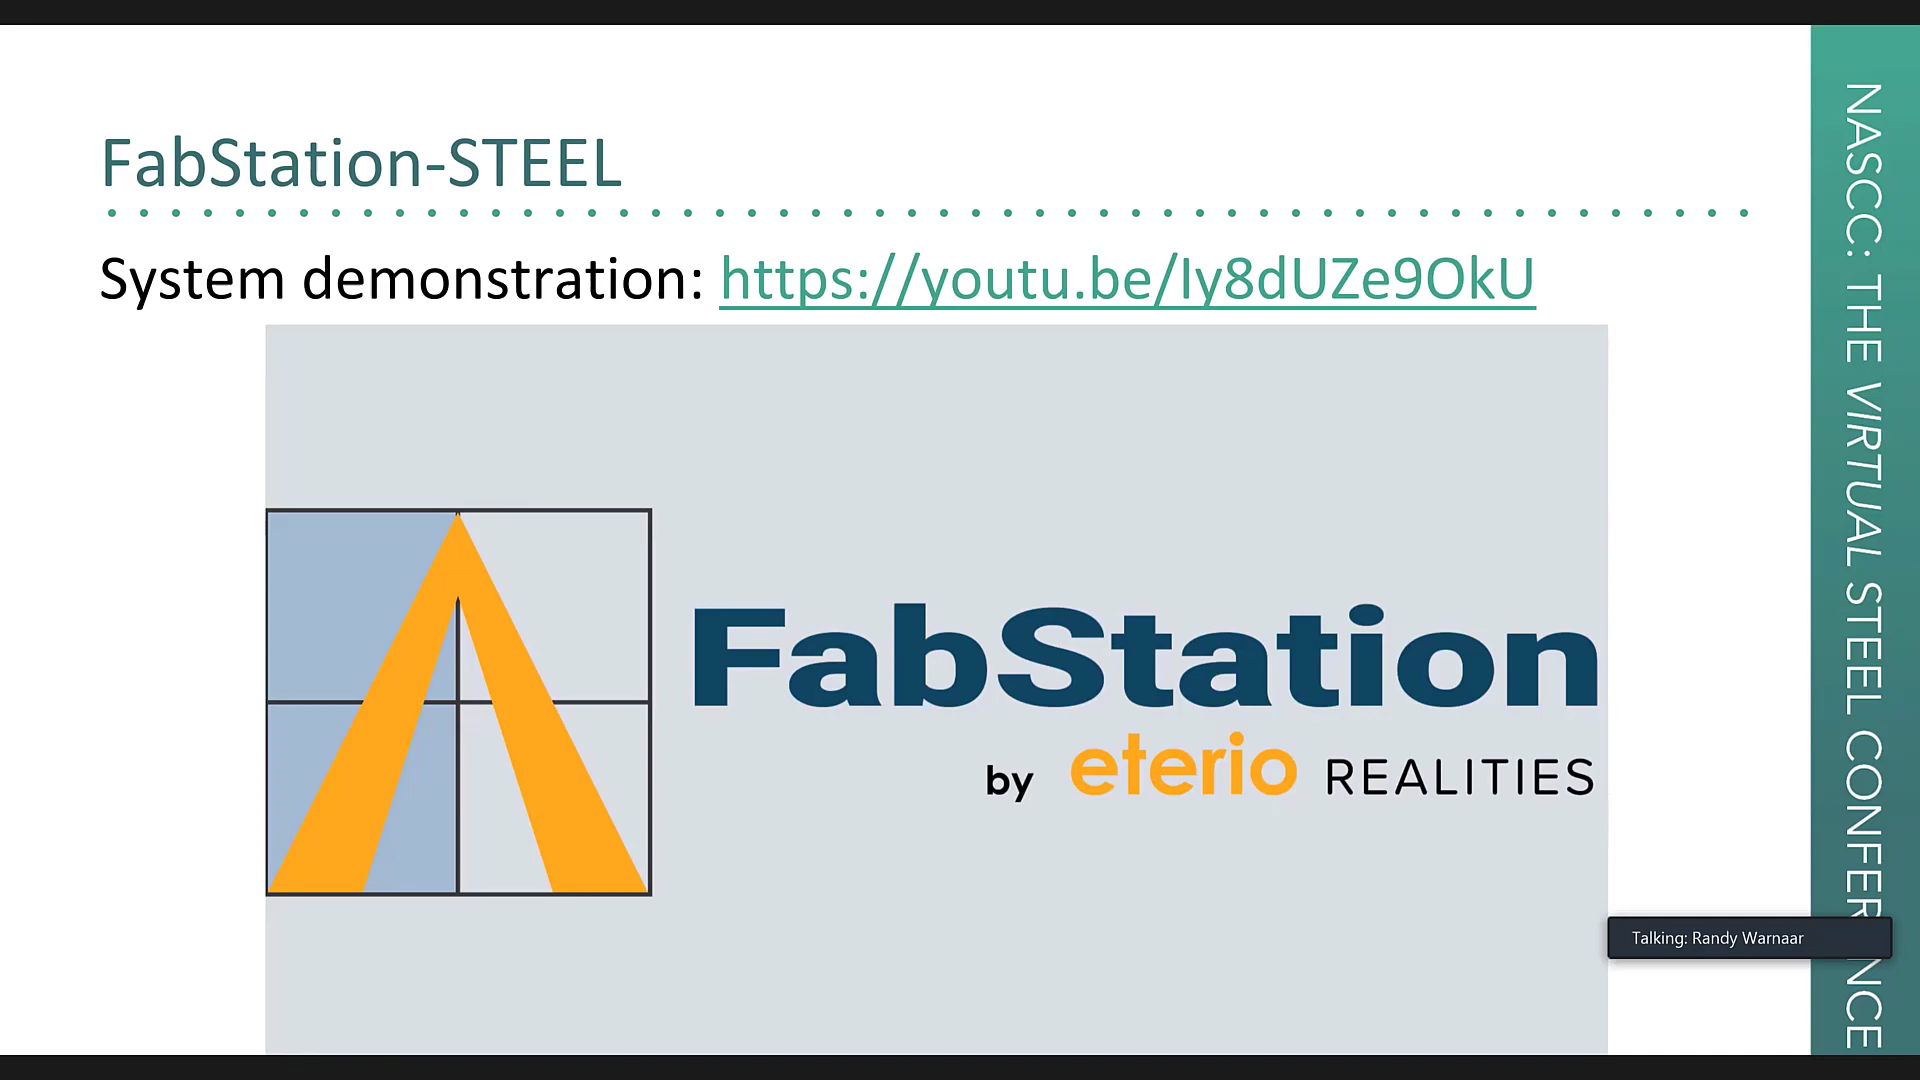 FabStation-STEEL
System demonstration: https://youtu.be/Iy8dUZe9OkU
FabStation
by eterio REALITIES
Talking: Randy Warnaar
NASCC: THE VIRTUAL STEEL CONFERENCE